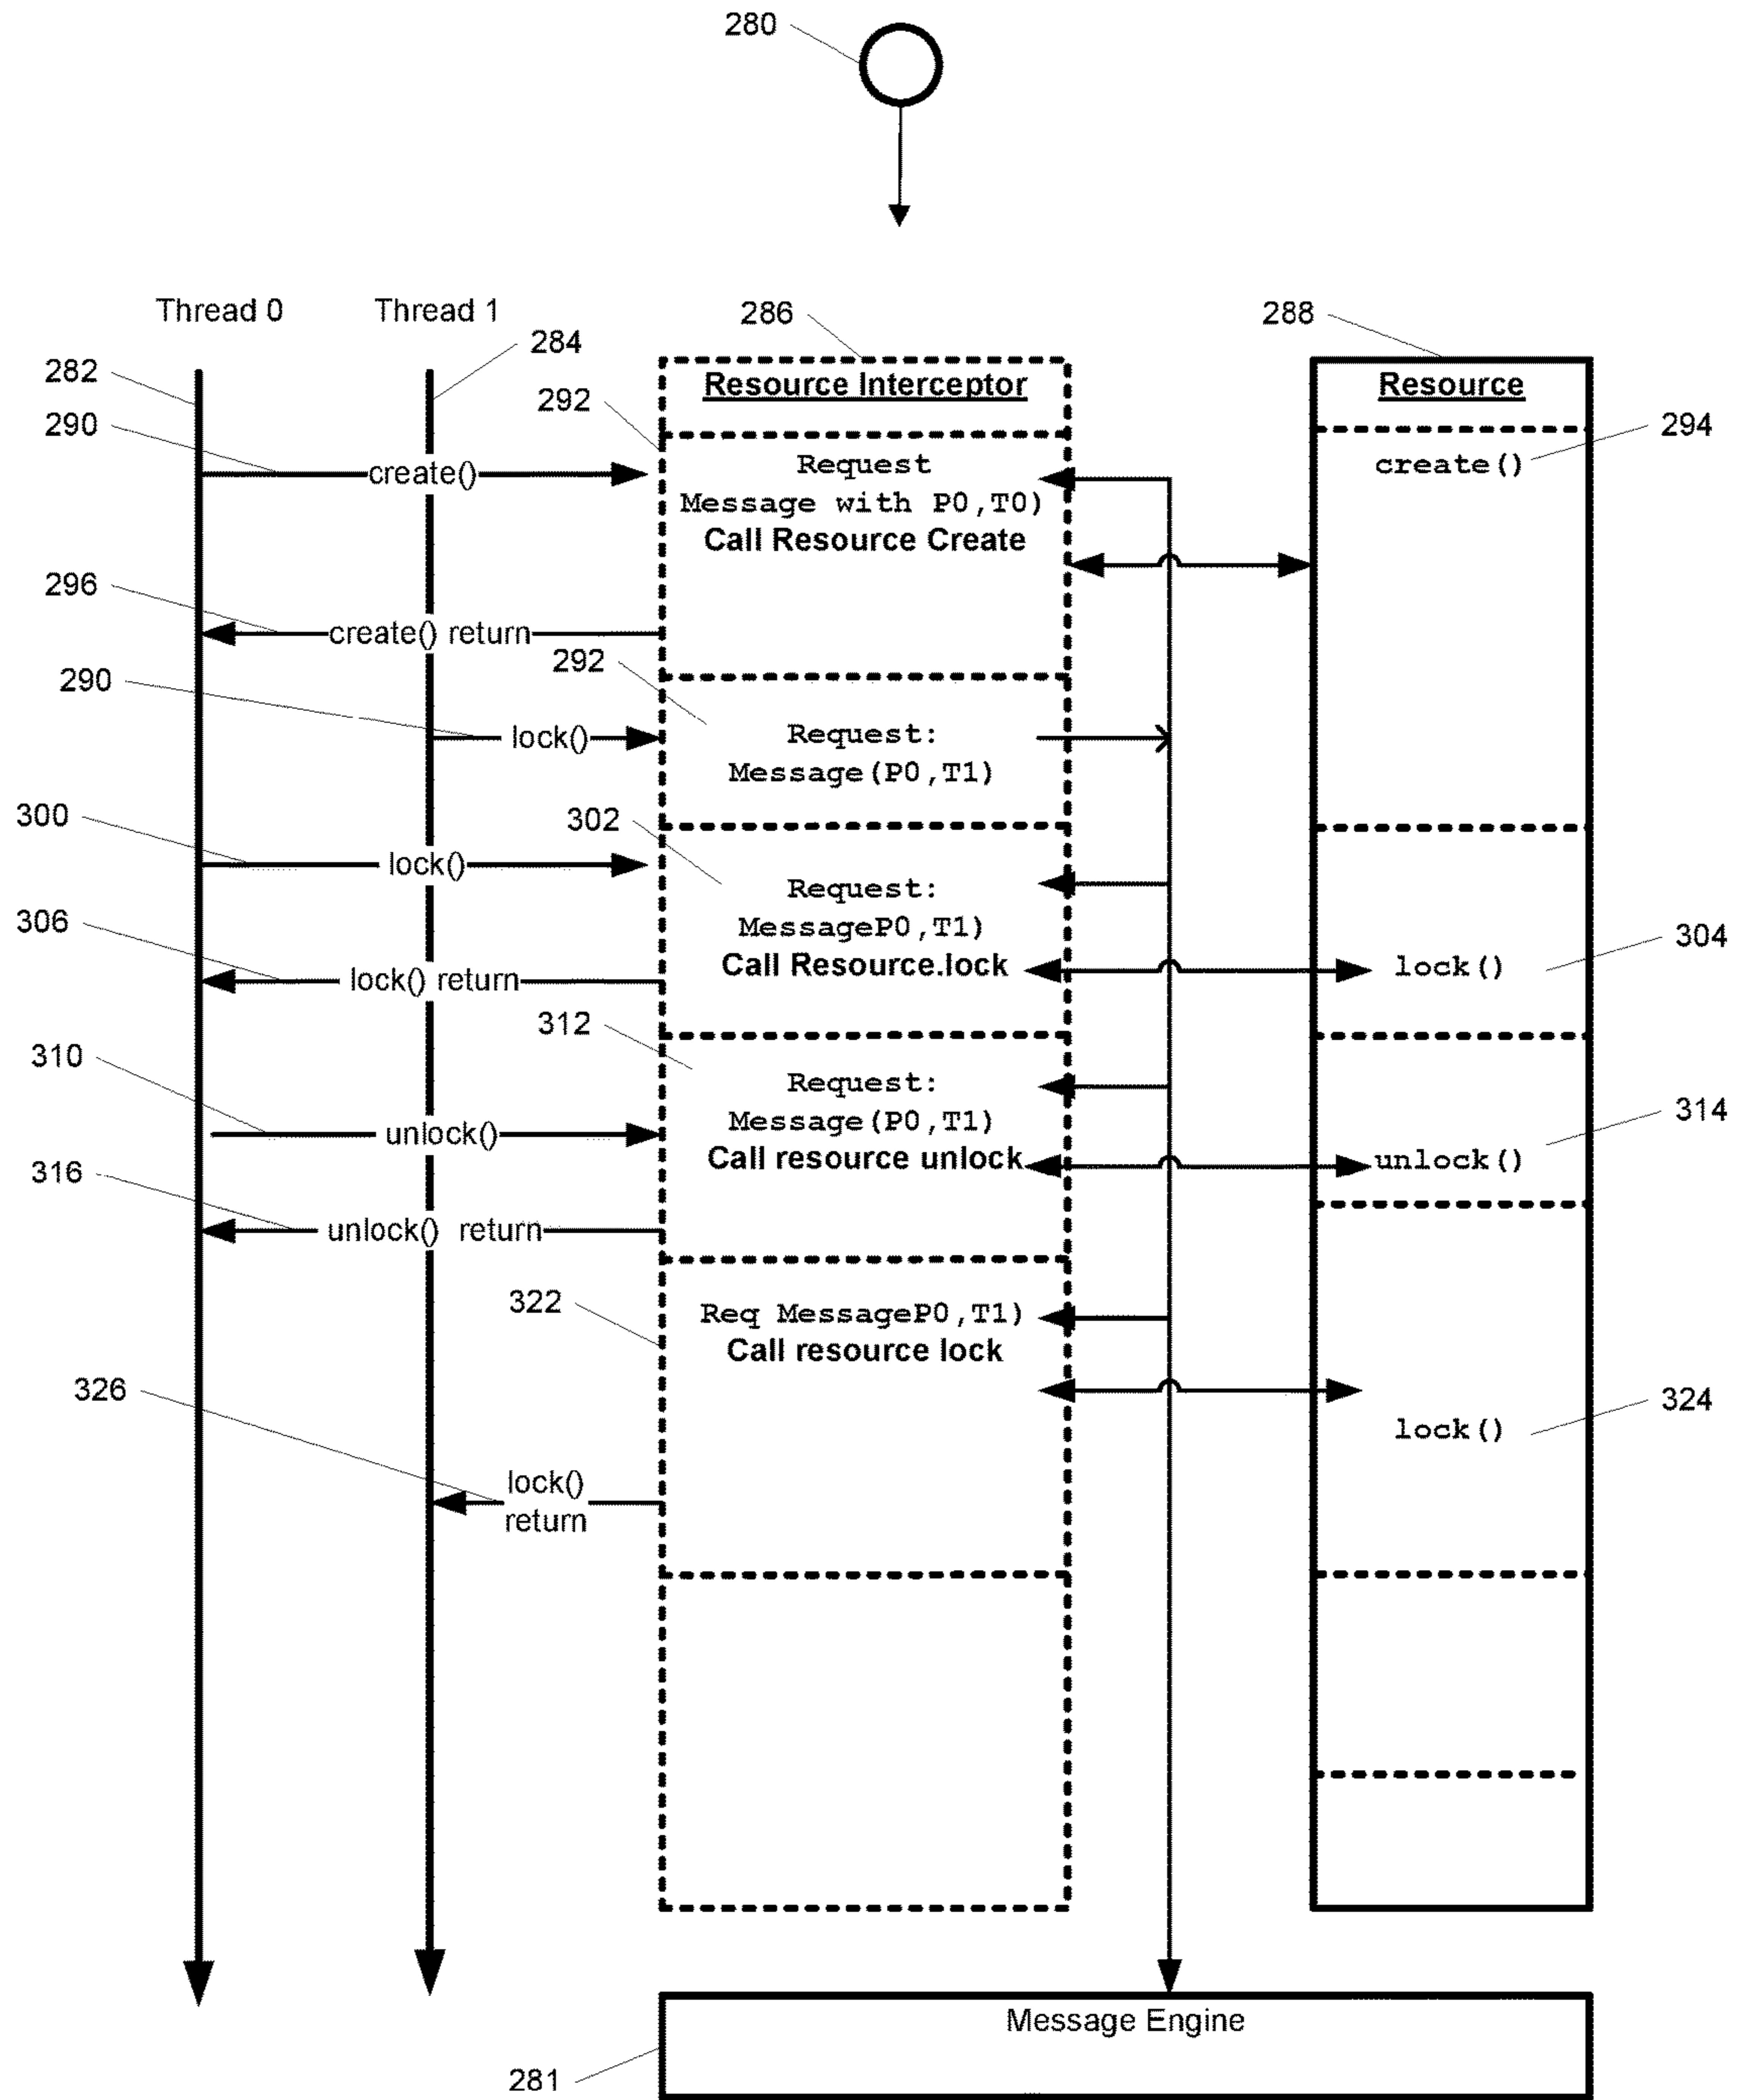 280
Thread 0
Thread 1
286
288
284
282
Resource Interceptor
Resource
292
290
294
create()
Request
create()
Message with P0,T0)
Call Resource Create
296
create() return
292
290
lock()
Request:
Message(P0,T1)
300
302
lock()
Request:
306
MessageP0,T1)
304
Call Resource.lock
lock()
lock() return
312
310
Request:
314
Message(P0,T1)
unlock()
Call resource unlock
unlock()
316
unlock() return
322
Req MessageP0,T1)
Call resource lock
326
324
lock()
lock()
return
Message Engine
281